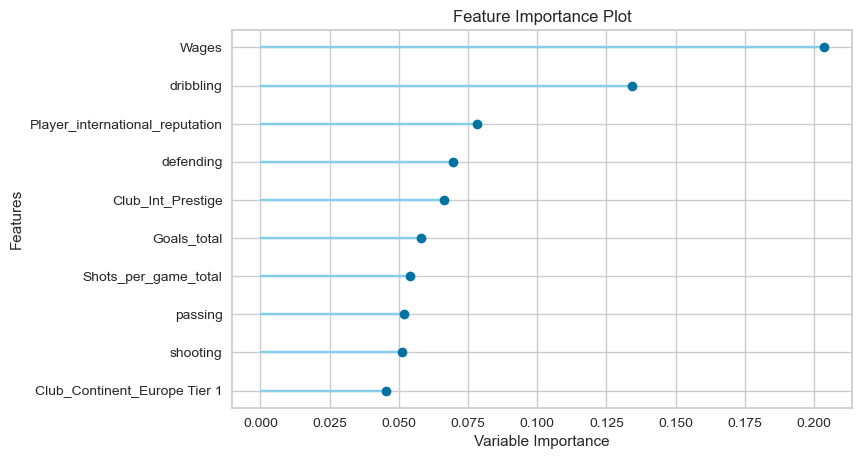 Feature Importance Plot
Wages
dribbling
Player_international_reputation
defending
Club_Int_Prestige
Goals_total
Shots_per_game_total
passing
shooting
Club_Continent_Europe Tier 1
Features
0.000 0.025 0.050 0.075 0.100 0.125 0.150 0.175 0.200
Variable Importance